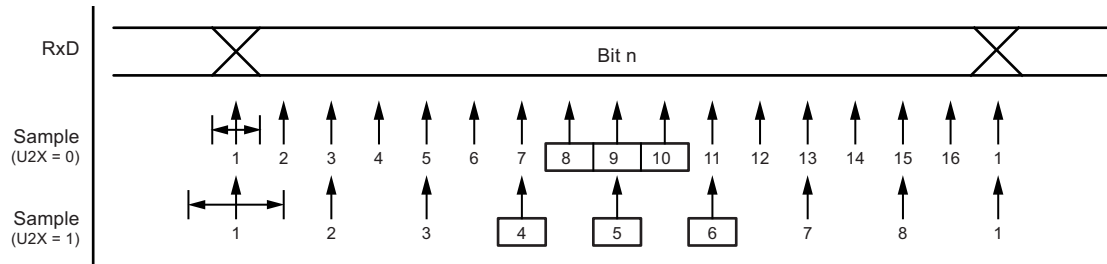 RxD
Bit n
Sample
(U2X = 0)
1 2 3 4 5 6 7 8 9 10 11 12 13 14 15 16 1
Sample
(U2X = 1)
1 2 3 4 5 6 7 8 1